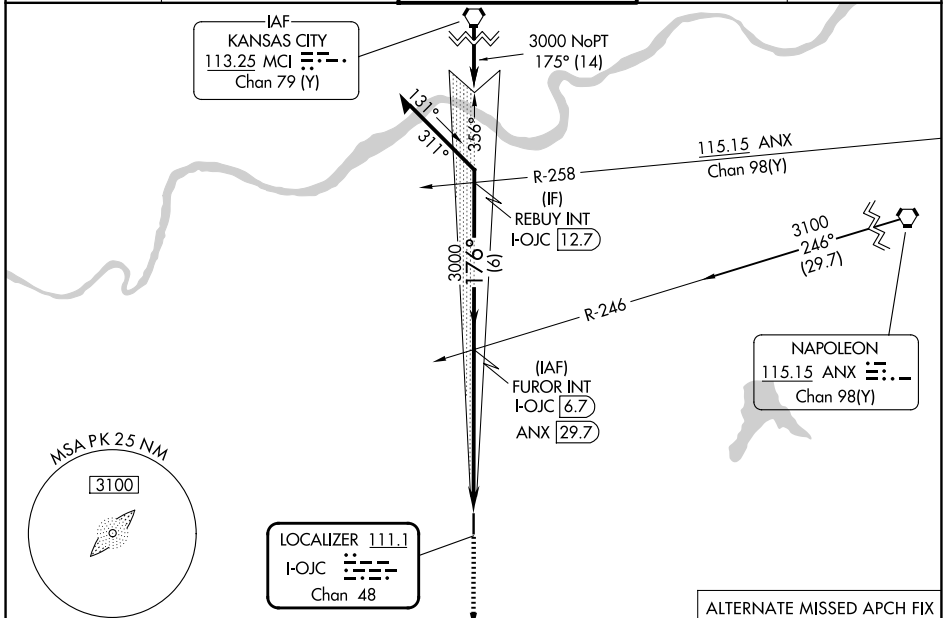 IAF
KANSAS CITY
113.25 MCI
Chan 79 (Y)
3000 NoPT
175° (14)
131°
311°
356°
115.15 ANX
Chan 98(Y)
R-258
(IF)
REBUY INT
I-OJC 12.7
3000
176°
(6)
3100
246°
(29.7)
R-246
(IAF)
FUROR INT
I-OJC 6.7
ANX 29.7
NAPOLEON
115.15 ANX
Chan 98(Y)
MSA PK 25 NM
3100
LOCALIZER 111.1
I-OJC
Chan 48
ALTERNATE MISSED APCH FIX